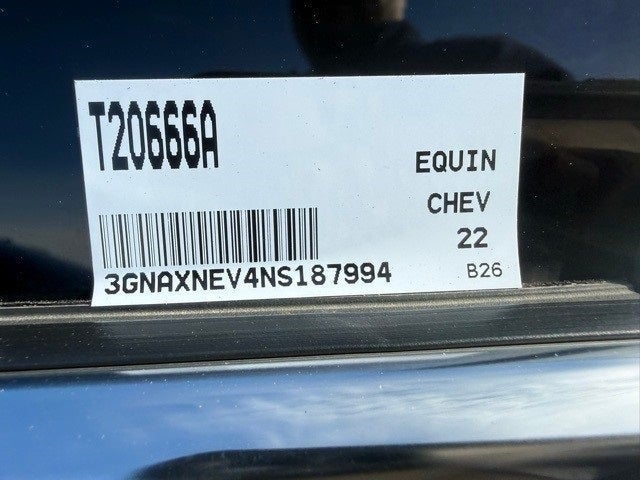 T20666A
EQUIN
CHEV
22
3GNAXNEV4NS187994
B26